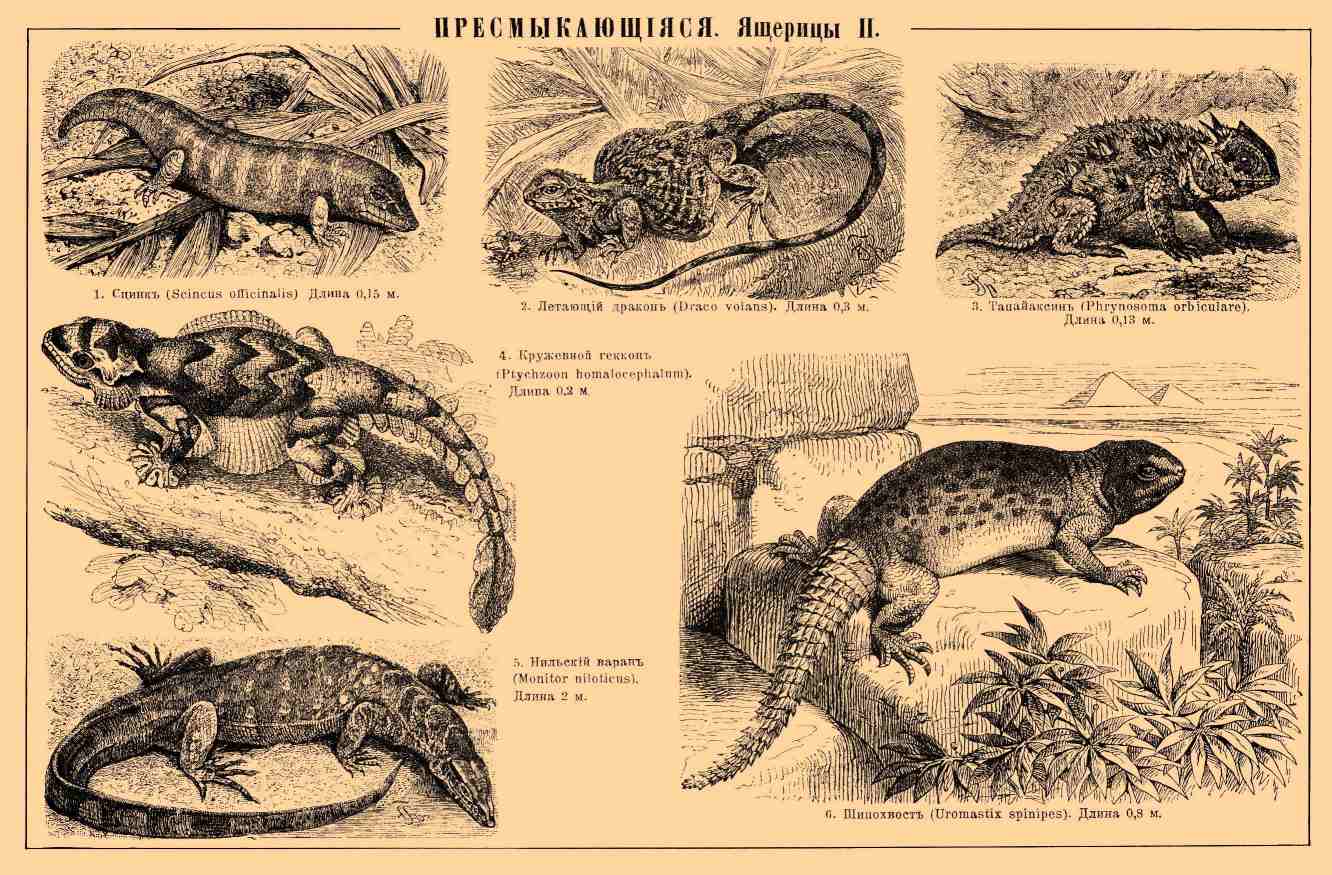 ПРЕСМЫКАЮЩІЯСЯ. Ящерицы II.
1. Сцинкъ (Scincus officinalis) Длина 0,15 м.
2. Летающій драконъ (Draco volans). Длина 0,3 м.
3. Тапайаксинъ (Phrynosoma orbiculare).
Длина 0,13 м.
4. Кружевной гекконъ
(Ptychzoon homalocephalum).
Длина 0,2 м.
5. Нильскій варанъ
(Monitor niloticus).
Длина 2 м.
6. Шипохвостъ (Uromastix spinipes). Длина 0,8 м.